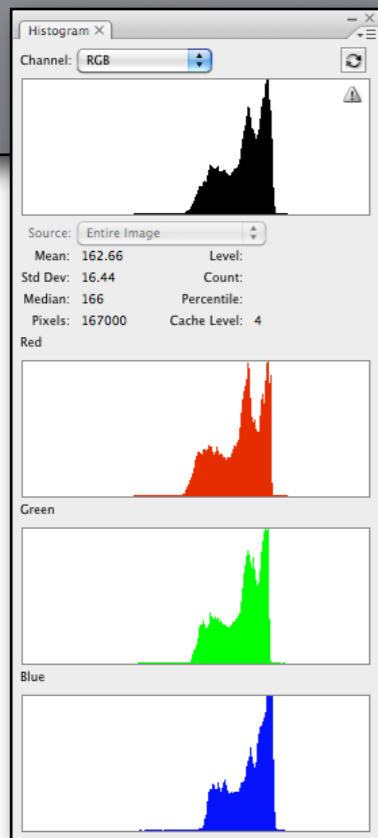 Histogram ×
Channel: RGB
Source: Entire Image
Mean: 162.66 Level:
Std Dev: 16.44 Count:
Median: 166 Percentile:
Pixels: 167000 Cache Level: 4
Red
Green
Blue